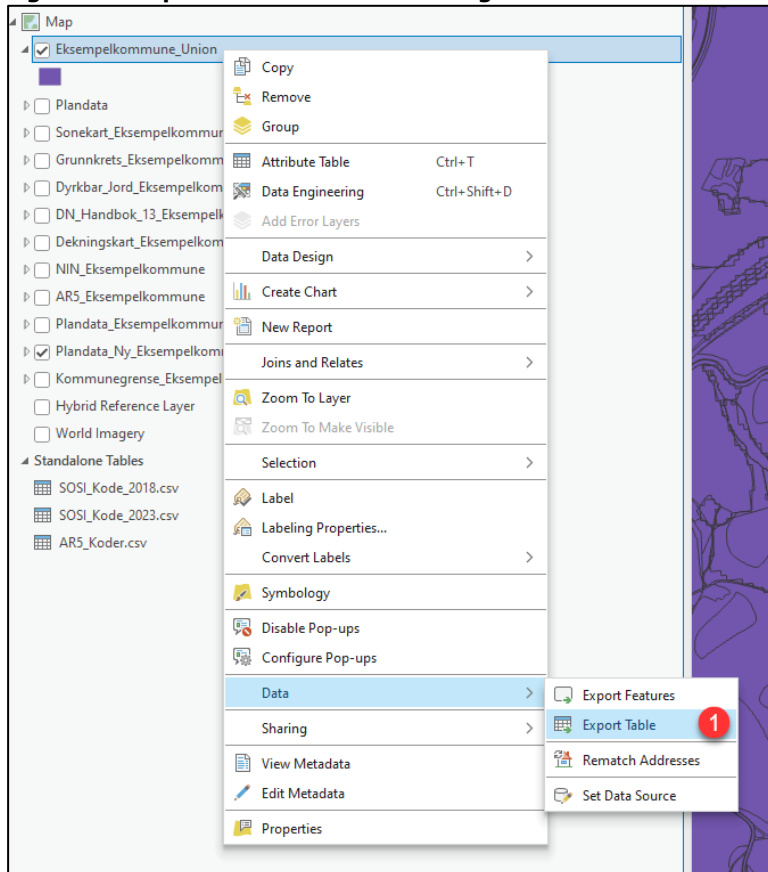 Map
Eksempelkommune_Union
Plandata
Sonekart_Eksempelkommur
Grunnkrets_Eksempelkomm
Dyrkbar_Jord_Eksempelkom
DN_Handbok_13_Eksempelk
Dekningskart_Eksempelkom
NIN_Eksempelkommune
AR5_Eksempelkommune
Plandata_Eksempelkommur
Plandata_Ny_Eksempelkom
Kommunegrense_Eksempel
Hybrid Reference Layer
World Imagery
Standalone Tables
SOSI_Kode_2018.csv
SOSI_Kode_2023.csv
AR5_Koder.csv
Copy
Remove
Group
Attribute Table Ctrl+T
Data Engineering Ctrl+Shift+D
Add Error Layers
Data Design
Create Chart
New Report
Joins and Relates
Zoom To Layer
Zoom To Make Visible
Selection
Label
Labeling Properties...
Convert Labels
Symbology
Disable Pop-ups
Configure Pop-ups
Data
Sharing
View Metadata
Edit Metadata
Properties
Export Features
Export Table 1
Rematch Addresses
Set Data Source